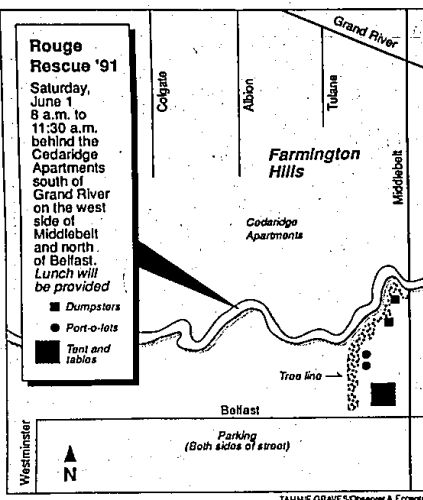 Rouge
Rescue '91
Saturday,
June 1
8 a.m. to
11:30 a.m.
behind the
Cedaridge
Apartments
south of
Grand River
on the west
side of
Middlebelt
and north
of Belfast.
Lunch will
be provided
Dumpsters
Port-o-lets
Tent and
tables
Colgate
Albion
Tulane
Grand River
Middlebelt
Farmington
Hills
Cedaridge
Apartments
Tree line
Belfast
Parking
(Both sides of street)
Westminster
N
TAMMIE GRAVES/Observer & Eccentric